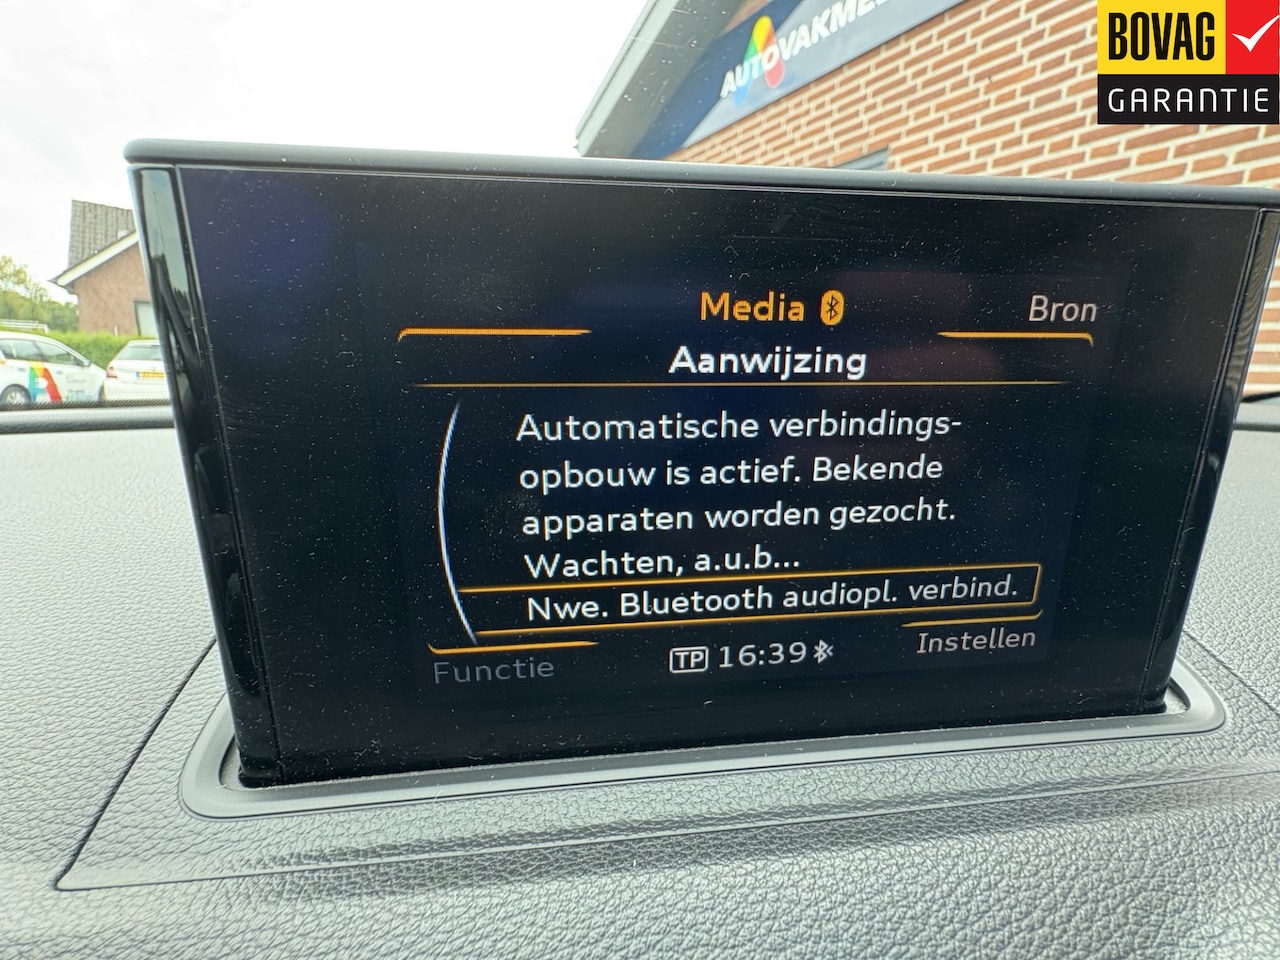 BOVAG
GARANTIE
AUTOVAKME
Media
Bron
Aanwijzing
Automatische verbindings-
opbouw is actief. Bekende
apparaten worden gezocht.
Wachten, a.u.b...
Nwe. Bluetooth audiopl. verbind.
Functie
TP 16:39
Instellen